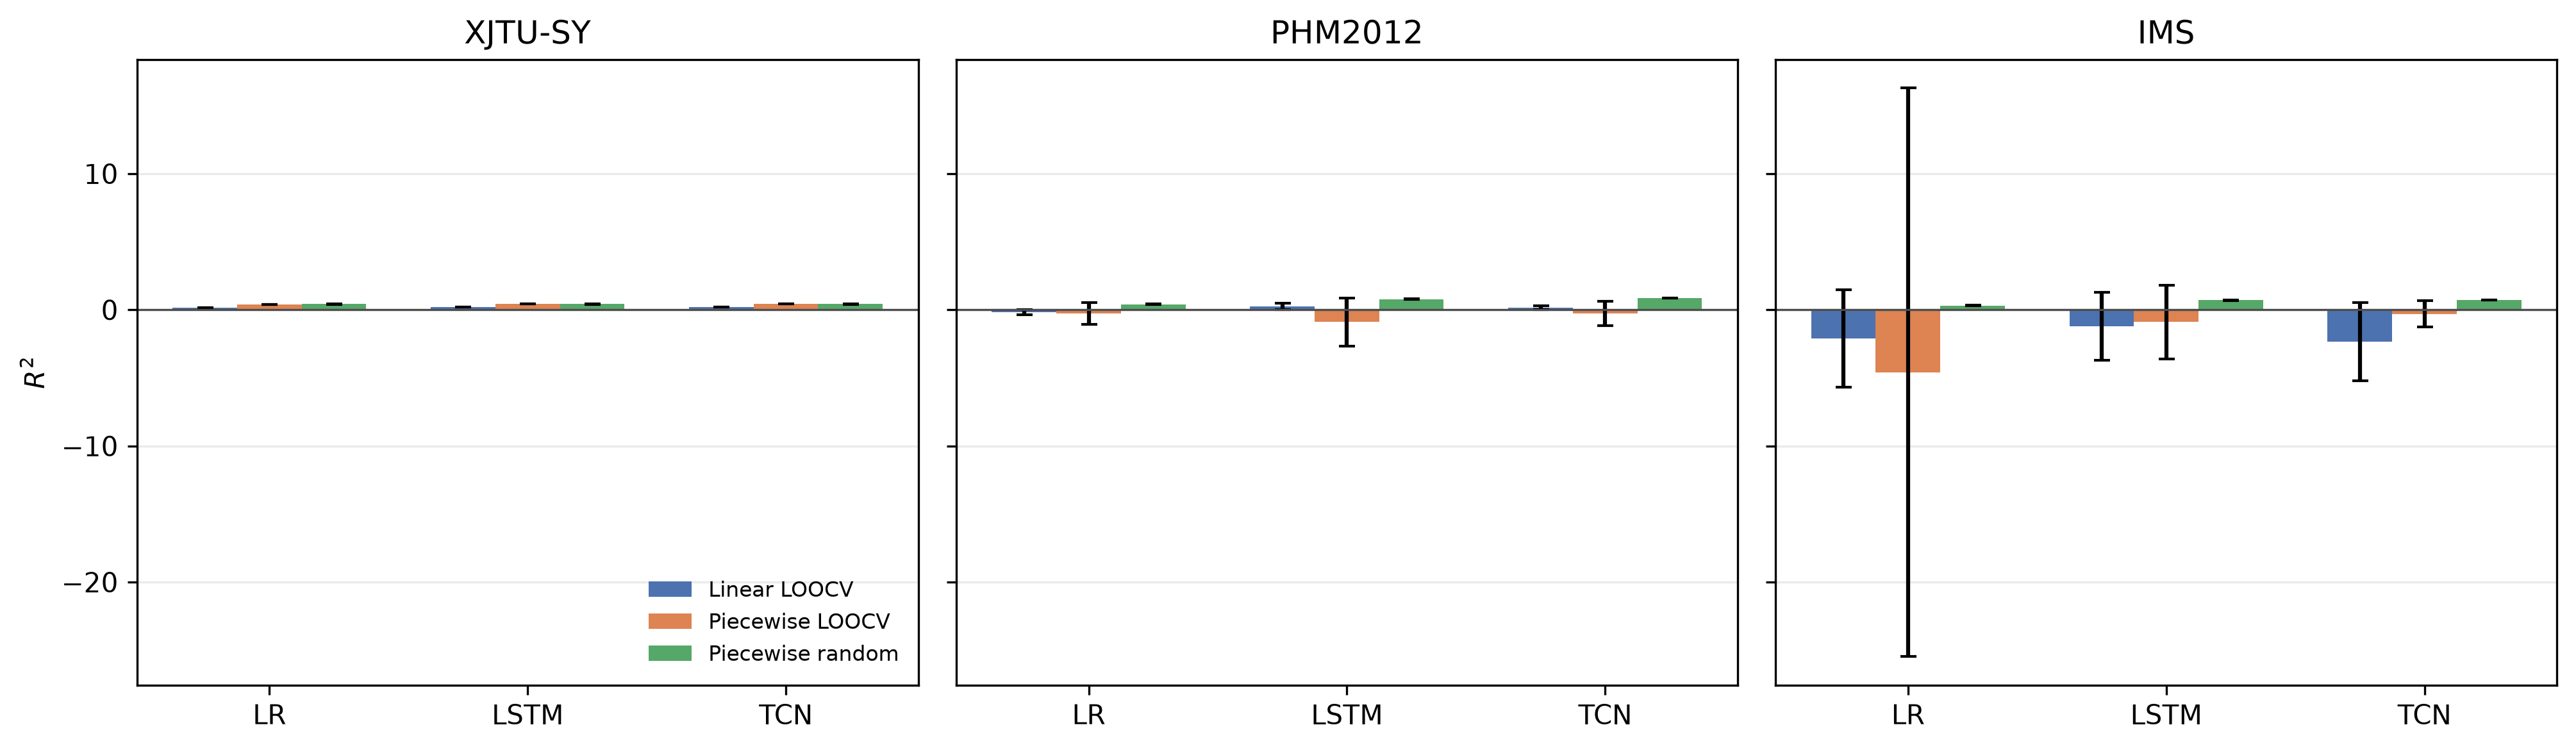 XJTU-SY
PHM2012
IMS
R²
10
0
−10
−20
Linear LOOCV
Piecewise LOOCV
Piecewise random
LR LSTM TCN
LR LSTM TCN
LR LSTM TCN